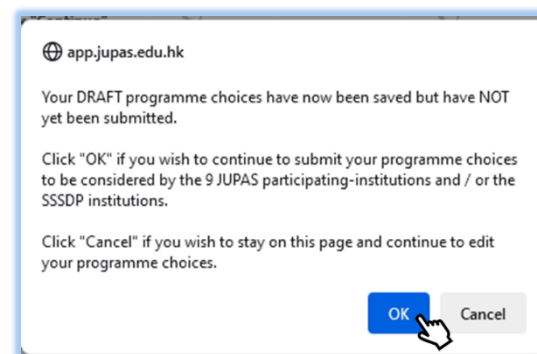 "Continue"
app.jupas.edu.hk
Your DRAFT programme choices have now been saved but have NOT
yet been submitted.
Click "OK" if you wish to continue to submit your programme choices
to be considered by the 9 JUPAS participating-institutions and / or the
SSSDP institutions.
Click "Cancel" if you wish to stay on this page and continue to edit
your programme choices.
OK
Cancel